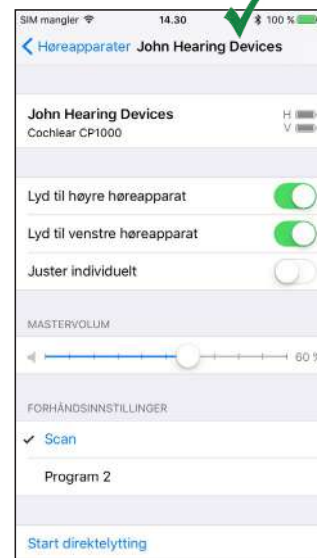 SIM mangler 14.30 100 %
Høreapparater John Hearing Devices
John Hearing Devices
Cochlear CP1000
H
V
Lyd til høyre høreapparat
Lyd til venstre høreapparat
Juster individuelt
MASTERVOLUM
60 %
FORHÅNDSINNSTILLINGER
Scan
Program 2
Start direktelytting